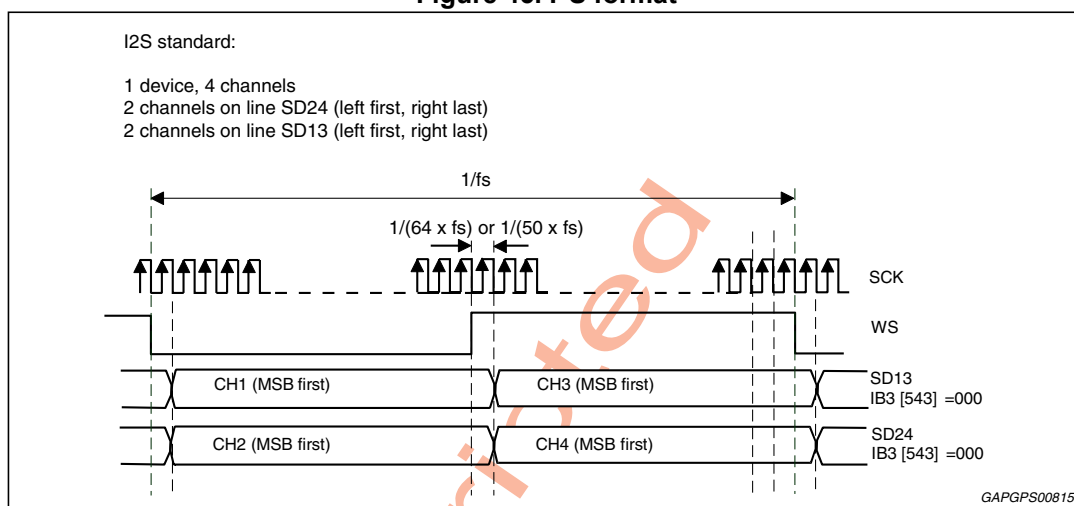 I2S standard:
1 device, 4 channels
2 channels on line SD24 (left first, right last)
2 channels on line SD13 (left first, right last)
1/fs
1/(64 x fs) or 1/(50 x fs)
SCK
WS
CH1 (MSB first)
CH3 (MSB first)
SD13
IB3 [543] =000
CH2 (MSB first)
CH4 (MSB first)
SD24
IB3 [543] =000
GAPGPS00815